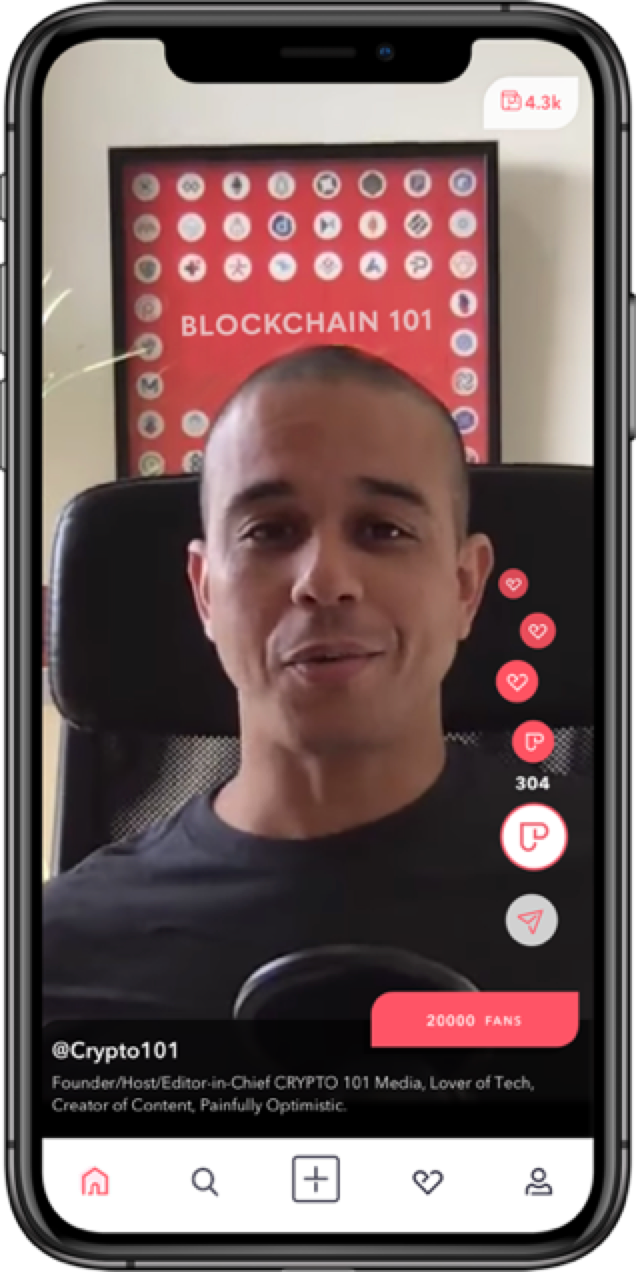 4.3k
BLOCKCHAIN 101
304
20000 FANS
@Crypto101
Founder/Host/Editor-in-Chief CRYPTO 101 Media, Lover of Tech,
Creator of Content, Painfully Optimistic.